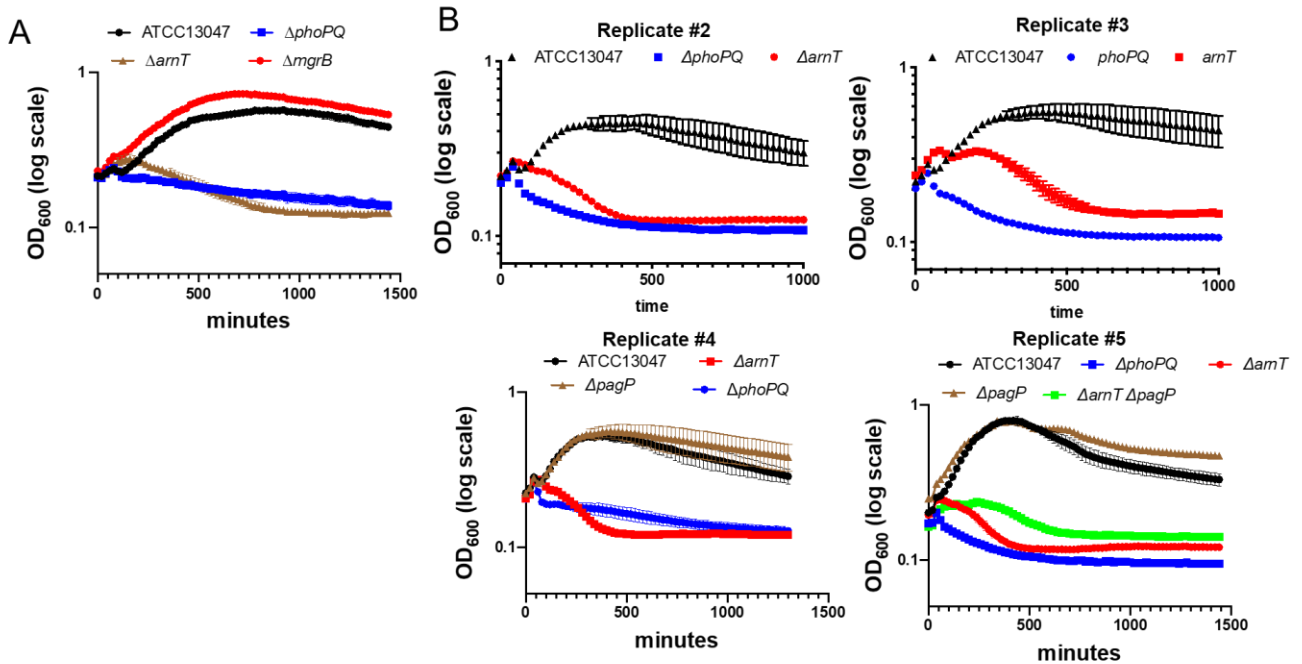 A
ATCC13047 ΔphoPQ
ΔarnT ΔmgrB
1
0.1
OD600 (log scale)
0 500 1000 1500
minutes
B
Replicate #2
ATCC13047 ΔphoPQ ΔarnT
1
0.1
OD600 (log scale)
0 500 1000
time
Replicate #3
ATCC13047 phoPQ arnT
1
0.1
OD600 (log scale)
0 500 1000
time
Replicate #4
ATCC13047 ΔarnT
ΔpagP ΔphoPQ
1
0.1
OD600 (log scale)
0 500 1000 1500
minutes
Replicate #5
ATCC13047 ΔphoPQ ΔarnT
ΔpagP ΔarnT ΔpagP
1
0.1
OD600 (log scale)
0 500 1000 1500
minutes